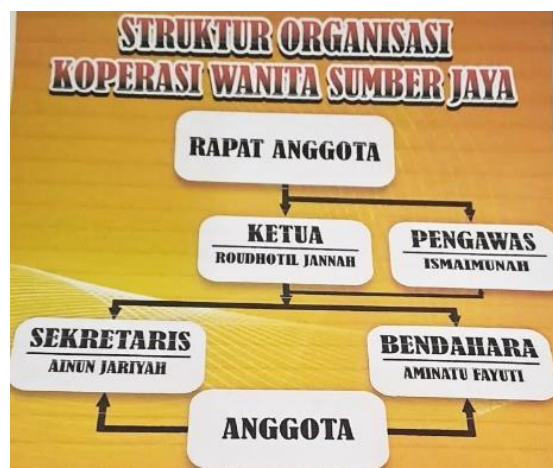 STRUKTUR ORGANISASI
KOPERASI WANITA SUMBER JAYA
RAPAT ANGGOTA
KETUA
ROUDHOTIL JANNAH
PENGAWAS
ISMAIMUNAH
SEKRETARIS
AINUN JARIYAH
BENDAHARA
AMINATU FAYUTI
ANGGOTA